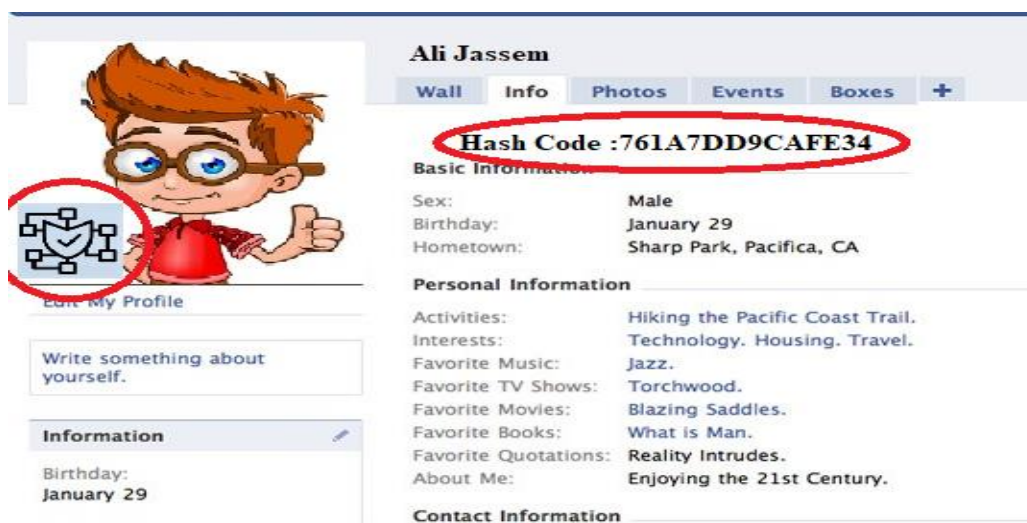 Ali Jassem
Wall Info Photos Events Boxes +
Hash Code :761A7DD9CAFE34
Basic Information
Sex: Male
Birthday: January 29
Hometown: Sharp Park, Pacifica, CA
Personal Information
Activities: Hiking the Pacific Coast Trail.
Interests: Technology. Housing. Travel.
Favorite Music: Jazz.
Favorite TV Shows: Torchwood.
Favorite Movies: Blazing Saddles.
Favorite Books: What is Man.
Favorite Quotations: Reality Intrudes.
About Me: Enjoying the 21st Century.
Contact Information
Edit My Profile
Write something about
yourself.
Information
Birthday:
January 29